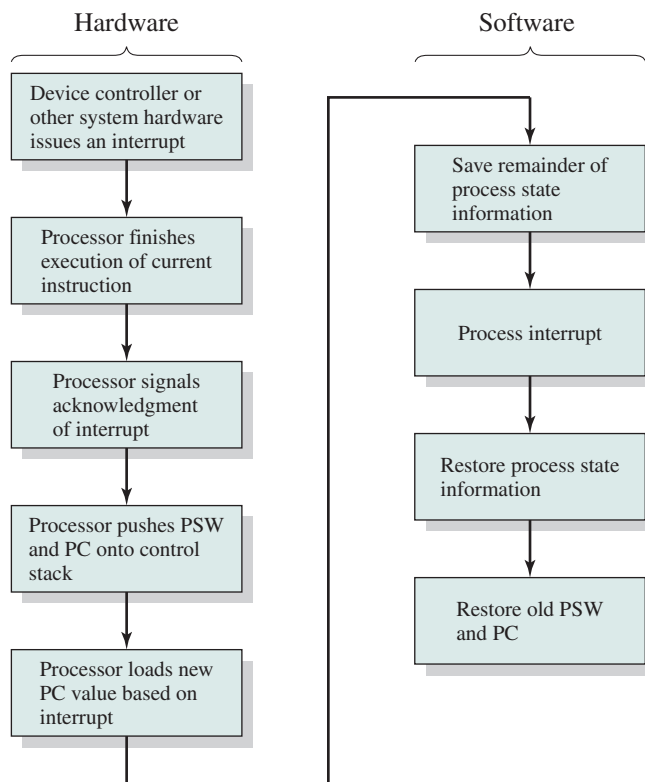 Hardware
Device controller or
other system hardware
issues an interrupt
Processor finishes
execution of current
instruction
Processor signals
acknowledgment
of interrupt
Processor pushes PSW
and PC onto control
stack
Processor loads new
PC value based on
interrupt
Software
Save remainder of
process state
information
Process interrupt
Restore process state
information
Restore old PSW
and PC